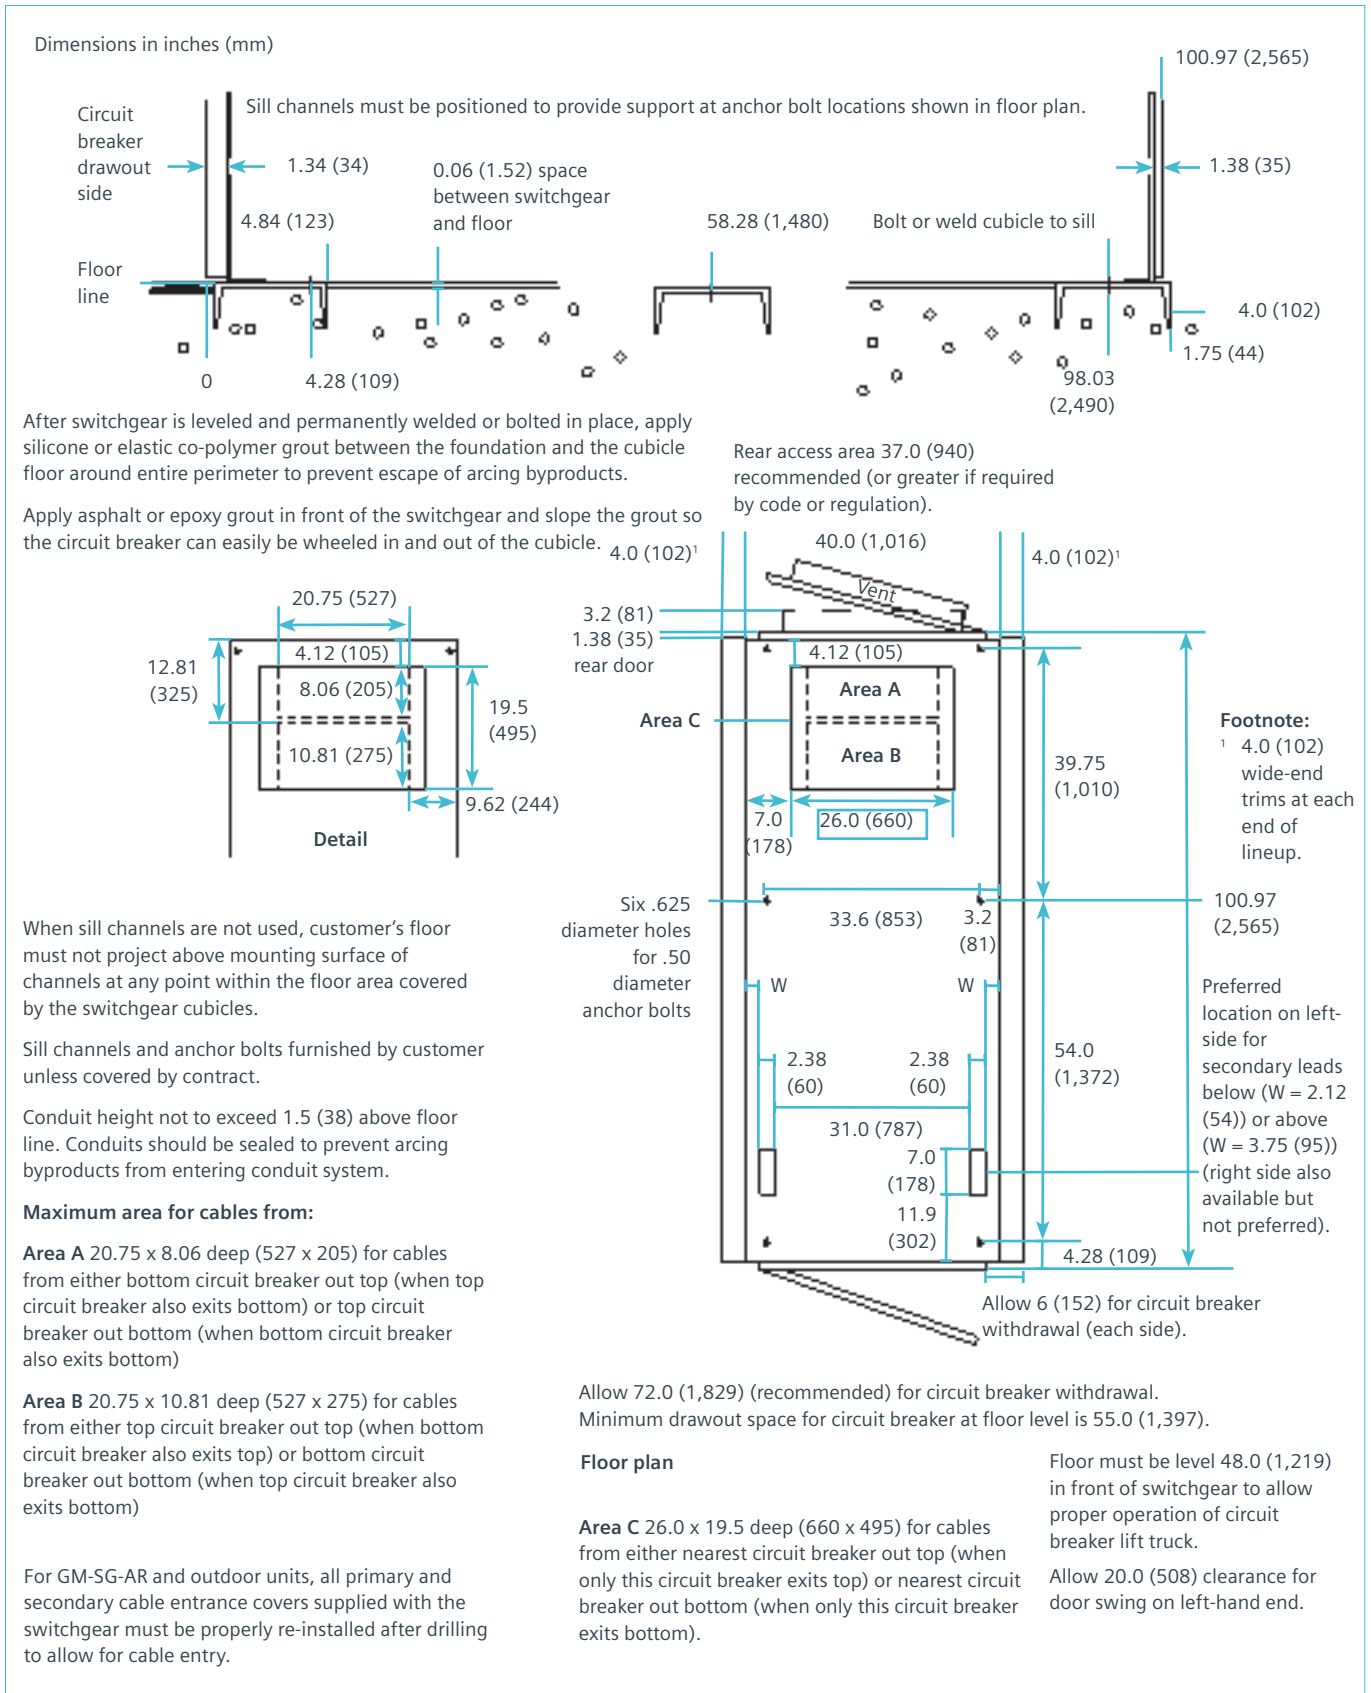 Dimensions in inches (mm)
100.97 (2,565)
Sill channels must be positioned to provide support at anchor bolt locations shown in floor plan.
Circuit
breaker
drawout
side
1.34 (34)
0.06 (1.52) space
between switchgear
and floor
1.38 (35)
4.84 (123)
58.28 (1,480)
Bolt or weld cubicle to sill
Floor
line
4.0 (102)
1.75 (44)
0
4.28 (109)
98.03
(2,490)
After switchgear is leveled and permanently welded or bolted in place, apply
silicone or elastic co-polymer grout between the foundation and the cubicle
floor around entire perimeter to prevent escape of arcing byproducts.
Apply asphalt or epoxy grout in front of the switchgear and slope the grout so
the circuit breaker can easily be wheeled in and out of the cubicle.
Rear access area 37.0 (940)
recommended (or greater if required
by code or regulation).
4.0 (102)¹
40.0 (1,016)
4.0 (102)¹
Vent
20.75 (527)
12.81
(325)
4.12 (105)
8.06 (205)
19.5
(495)
10.81 (275)
9.62 (244)
Detail
3.2 (81)
1.38 (35)
rear door
4.12 (105)
Area A
Area C
Area B
7.0
(178)
26.0 (660)
39.75
(1,010)
Footnote:
¹ 4.0 (102)
wide-end
trims at each
end of
lineup.
Six .625
diameter holes
for .50
diameter
anchor bolts
33.6 (853)
3.2
(81)
100.97
(2,565)
W
W
2.38
(60)
2.38
(60)
54.0
(1,372)
31.0 (787)
7.0
(178)
11.9
(302)
4.28 (109)
Preferred
location on left-
side for
secondary leads
below (W = 2.12
(54)) or above
(W = 3.75 (95))
(right side also
available but
not preferred).
Allow 6 (152) for circuit breaker
withdrawal (each side).
When sill channels are not used, customer's floor
must not project above mounting surface of
channels at any point within the floor area covered
by the switchgear cubicles.
Sill channels and anchor bolts furnished by customer
unless covered by contract.
Conduit height not to exceed 1.5 (38) above floor
line. Conduits should be sealed to prevent arcing
byproducts from entering conduit system.
Maximum area for cables from:
Area A 20.75 x 8.06 deep (527 x 205) for cables
from either bottom circuit breaker out top (when top
circuit breaker also exits bottom) or top circuit
breaker out bottom (when bottom circuit breaker
also exits bottom)
Area B 20.75 x 10.81 deep (527 x 275) for cables
from either top circuit breaker out top (when bottom
circuit breaker also exits top) or bottom circuit
breaker out bottom (when top circuit breaker also
exits bottom)
For GM-SG-AR and outdoor units, all primary and
secondary cable entrance covers supplied with the
switchgear must be properly re-installed after drilling
to allow for cable entry.
Allow 72.0 (1,829) (recommended) for circuit breaker withdrawal.
Minimum drawout space for circuit breaker at floor level is 55.0 (1,397).
Floor plan
Area C 26.0 x 19.5 deep (660 x 495) for cables
from either nearest circuit breaker out top (when
only this circuit breaker exits top) or nearest circuit
breaker out bottom (when only this circuit breaker
exits bottom).
Floor must be level 48.0 (1,219)
in front of switchgear to allow
proper operation of circuit
breaker lift truck.
Allow 20.0 (508) clearance for
door swing on left-hand end.